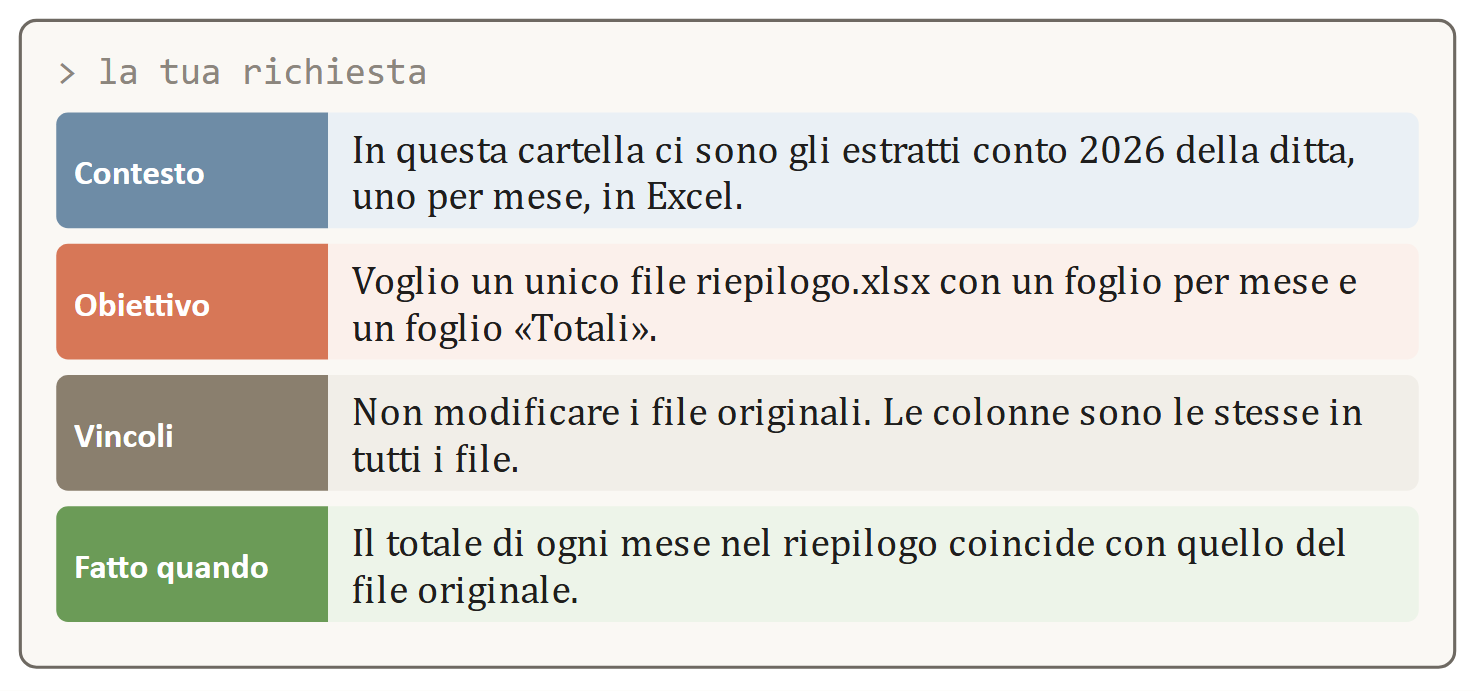 > la tua richiesta
Contesto
In questa cartella ci sono gli estratti conto 2026 della ditta,
uno per mese, in Excel.
Obiettivo
Voglio un unico file riepilogo.xlsx con un foglio per mese e
un foglio «Totali».
Vincoli
Non modificare i file originali. Le colonne sono le stesse in
tutti i file.
Fatto quando
Il totale di ogni mese nel riepilogo coincide con quello del
file originale.